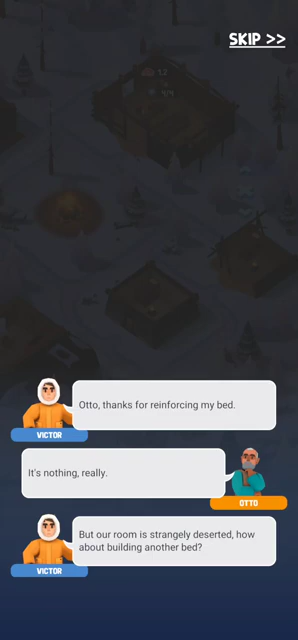 SKIP >>
Otto, thanks for reinforcing my bed.
VICTOR
It's nothing, really.
OTTO
But our room is strangely deserted, how
about building another bed?
VICTOR